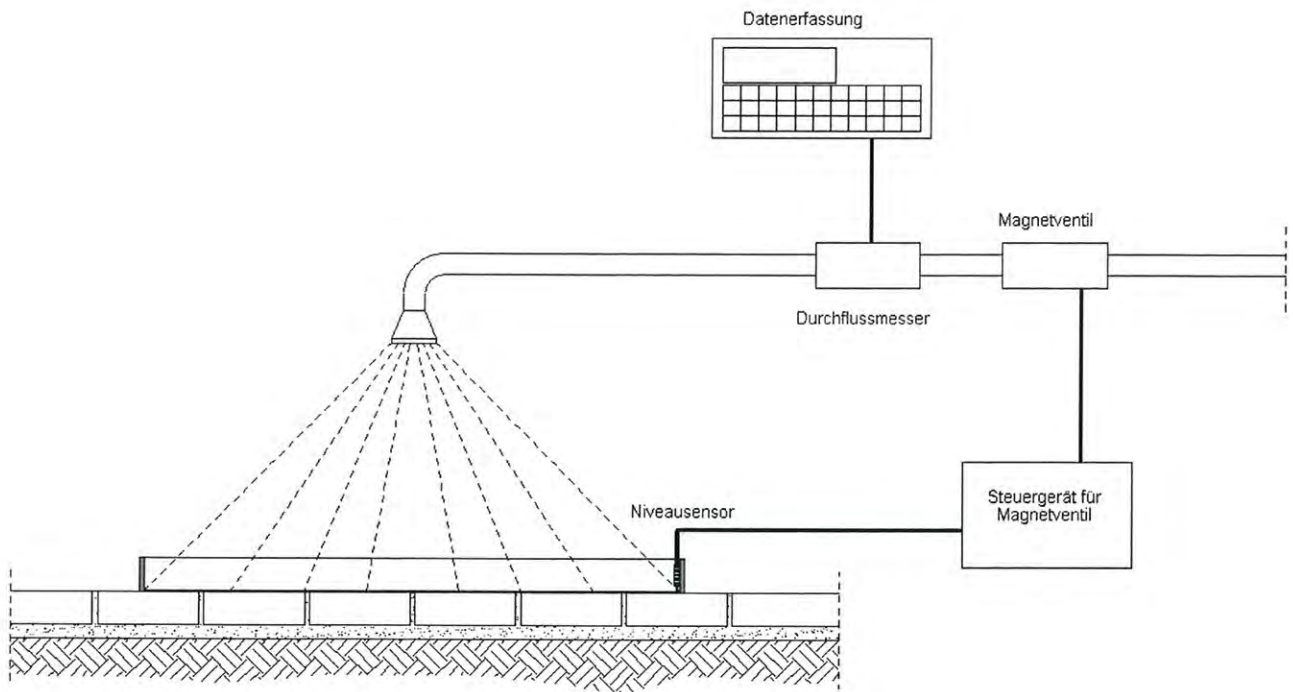 Datenerfassung
Magnetventil
Durchflussmesser
Niveausensor
Steuergerät für
Magnetventil